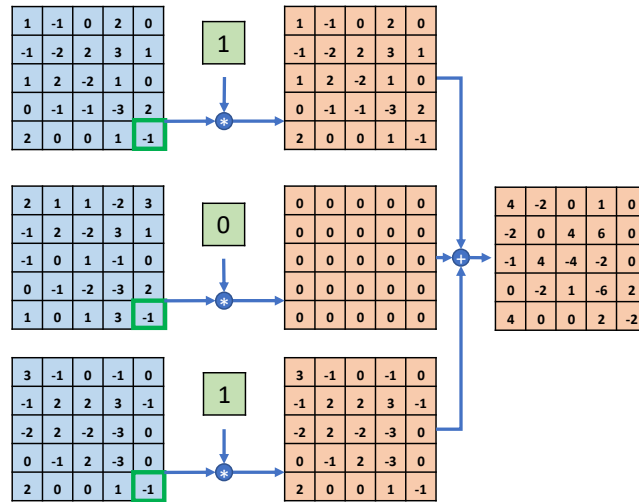 1 -1 0 2 0
-1 -2 2 3 1
1 2 -2 1 0
0 -1 -1 -3 2
2 0 0 1 -1
1
*
1 -1 0 2 0
-1 -2 2 3 1
1 2 -2 1 0
0 -1 -1 -3 2
2 0 0 1 -1
2 1 1 -2 3
-1 2 -2 3 1
-1 0 1 -1 0
0 -1 -2 -3 2
1 0 1 3 -1
0
*
0 0 0 0 0
0 0 0 0 0
0 0 0 0 0
0 0 0 0 0
0 0 0 0 0
+
4 -2 0 1 0
-2 0 4 6 0
-1 4 -4 -2 0
0 -2 1 -6 2
4 0 0 2 -2
3 -1 0 -1 0
-1 2 2 3 -1
-2 2 -2 -3 0
0 -1 2 -3 0
2 0 0 1 -1
1
*
3 -1 0 -1 0
-1 2 2 3 -1
-2 2 -2 -3 0
0 -1 2 -3 0
2 0 0 1 -1